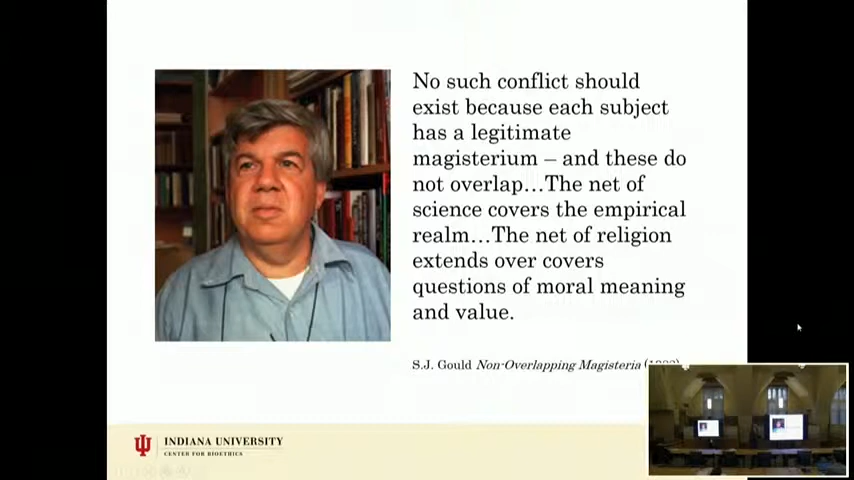 No such conflict should
exist because each subject
has a legitimate
magisterium – and these do
not overlap…The net of
science covers the empirical
realm…The net of religion
extends over covers
questions of moral meaning
and value.
S.J. Gould Non-Overlapping Magisteria
INDIANA UNIVERSITY
CENTER FOR BIOETHICS